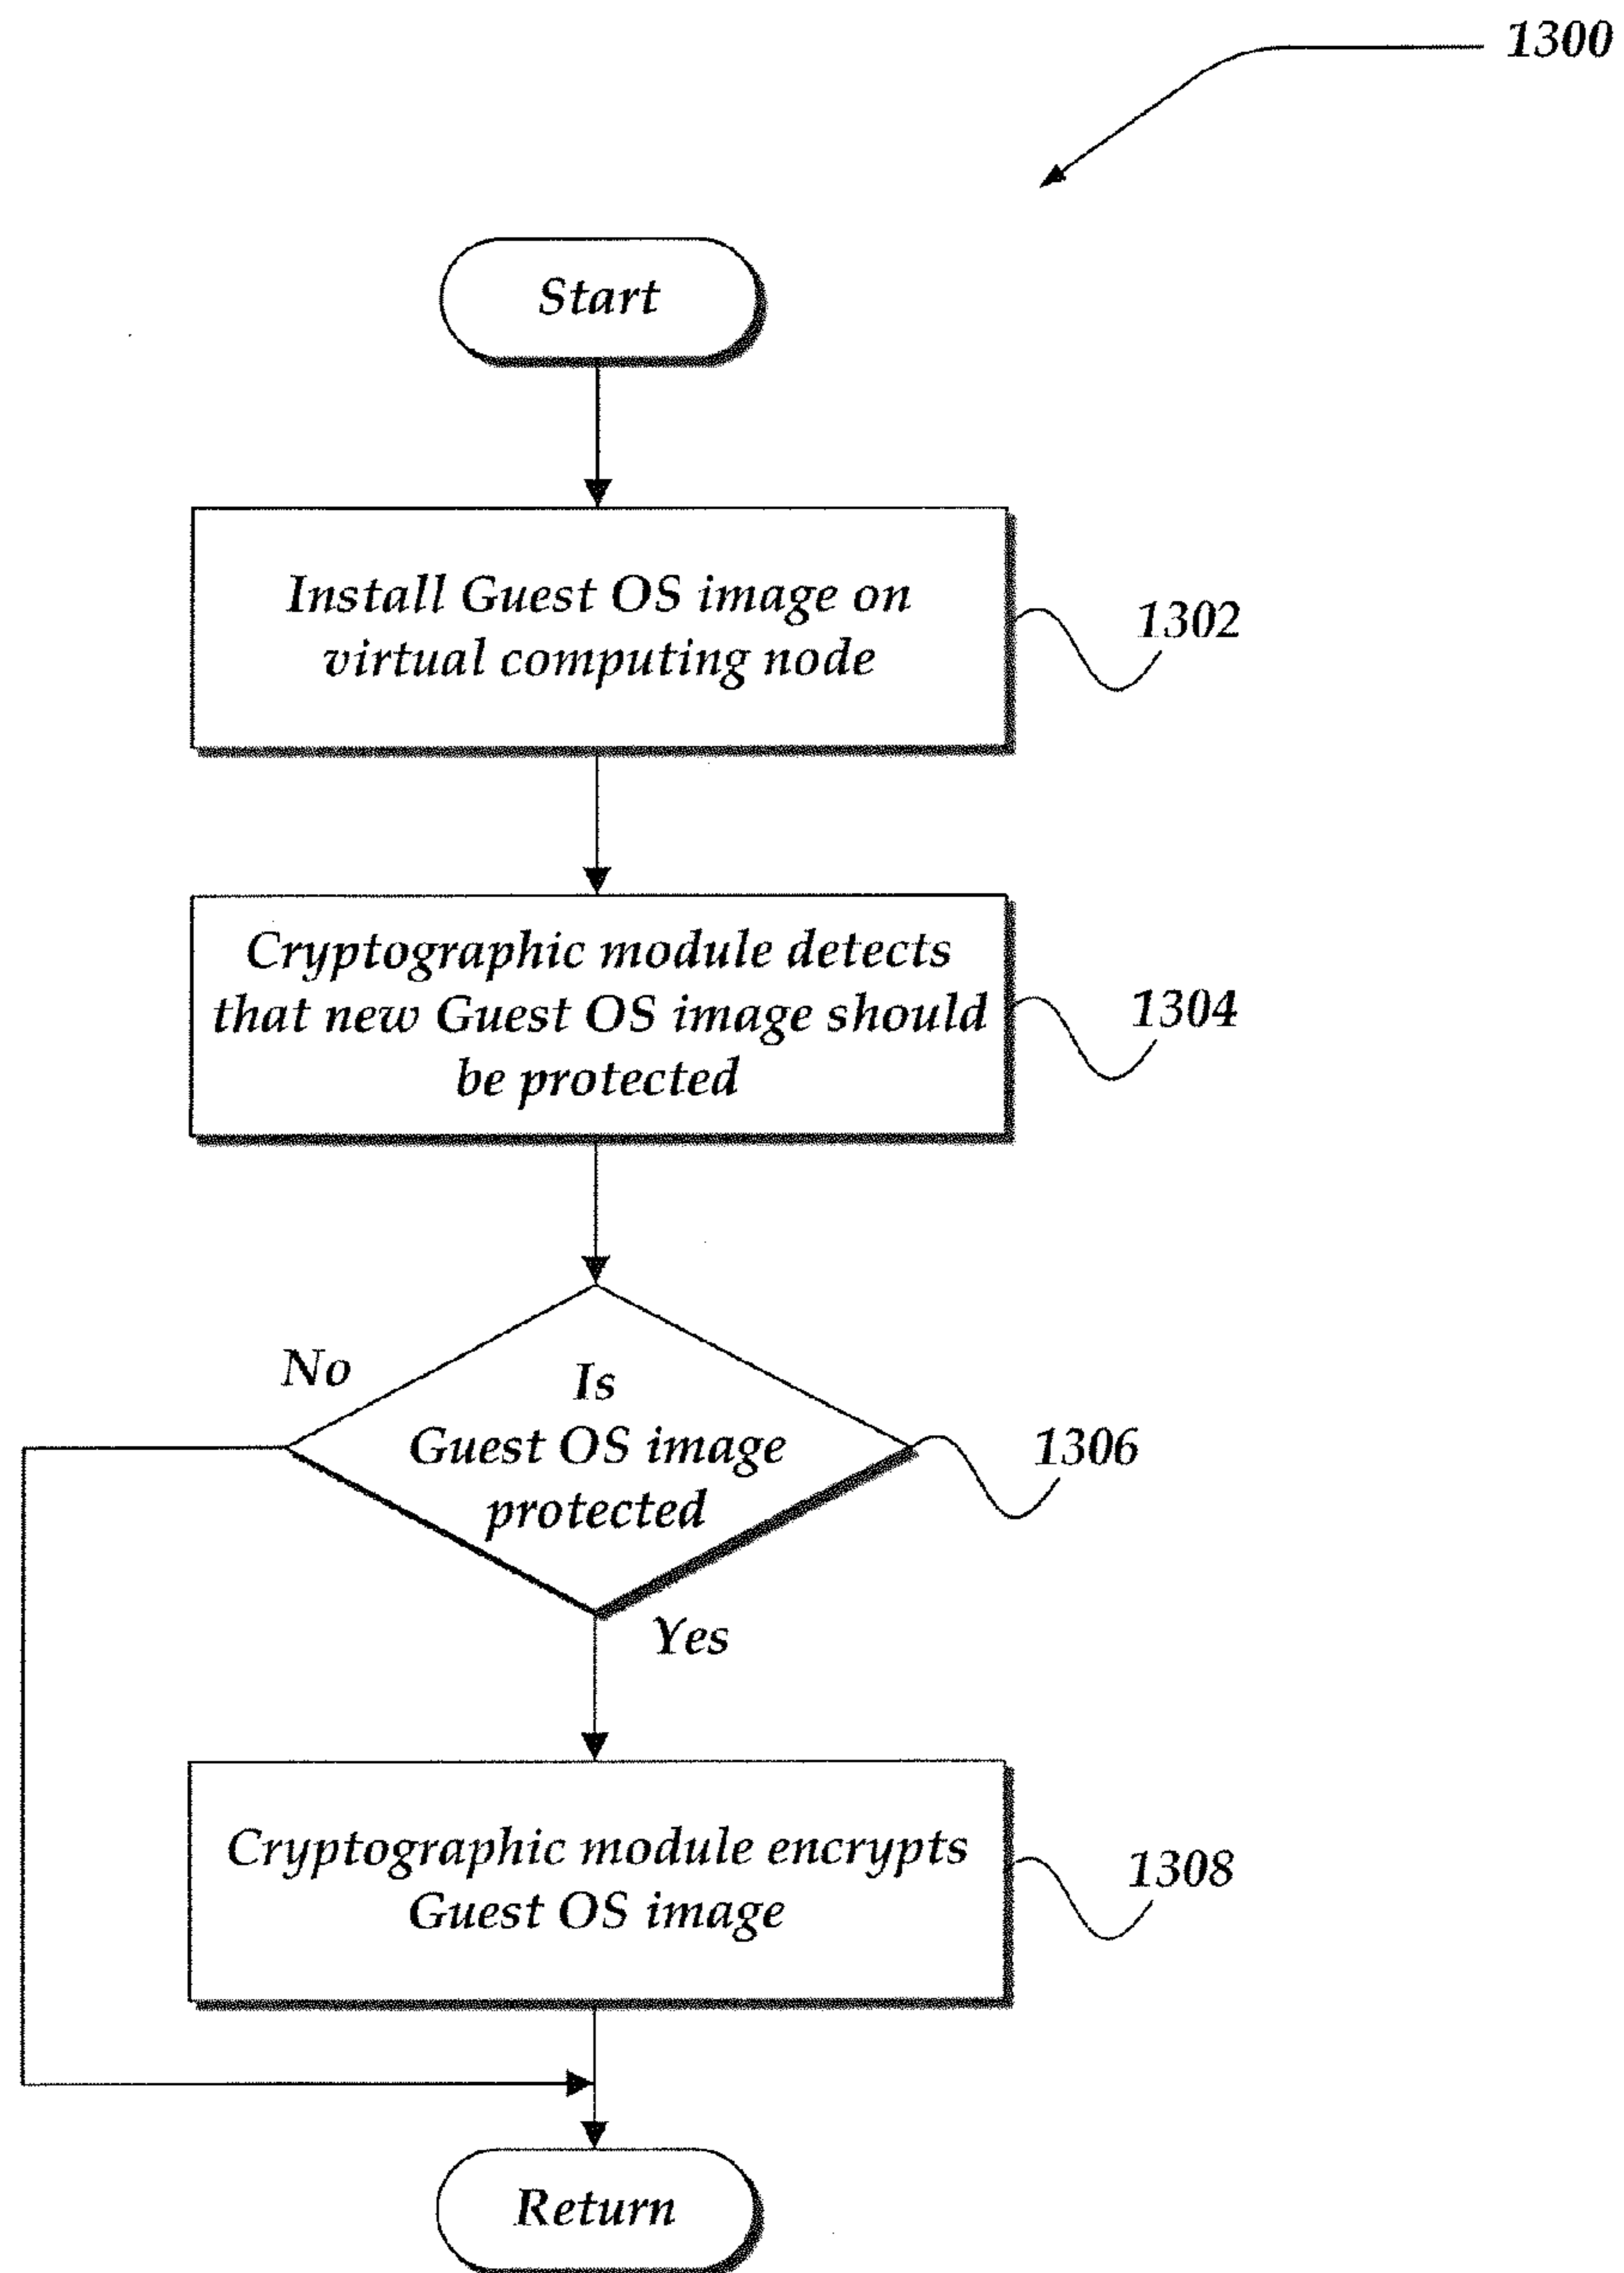 1300
Start
Install Guest OS image on
virtual computing node
1302
Cryptographic module detects
that new Guest OS image should
be protected
1304
No
Is
Guest OS image
protected
1306
Yes
Cryptographic module encrypts
Guest OS image
1308
Return